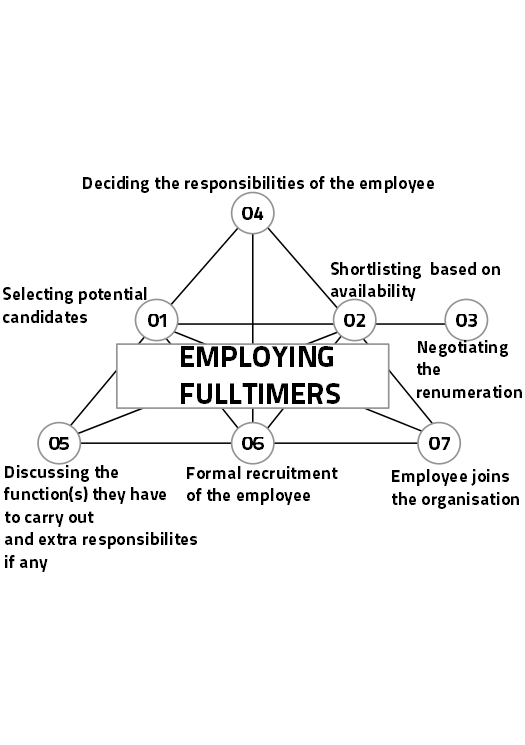 Deciding the responsibilities of the employee
04
Shortlisting based on
availability
Selecting potential
candidates
01
02
03
Negotiating
the
renumeration
EMPLOYING
FULLTIMERS
05
06
07
Discussing the
function(s) they have
to carry out
and extra responsibilites
if any
Formal recruitment
of the employee
Employee joins
the organisation